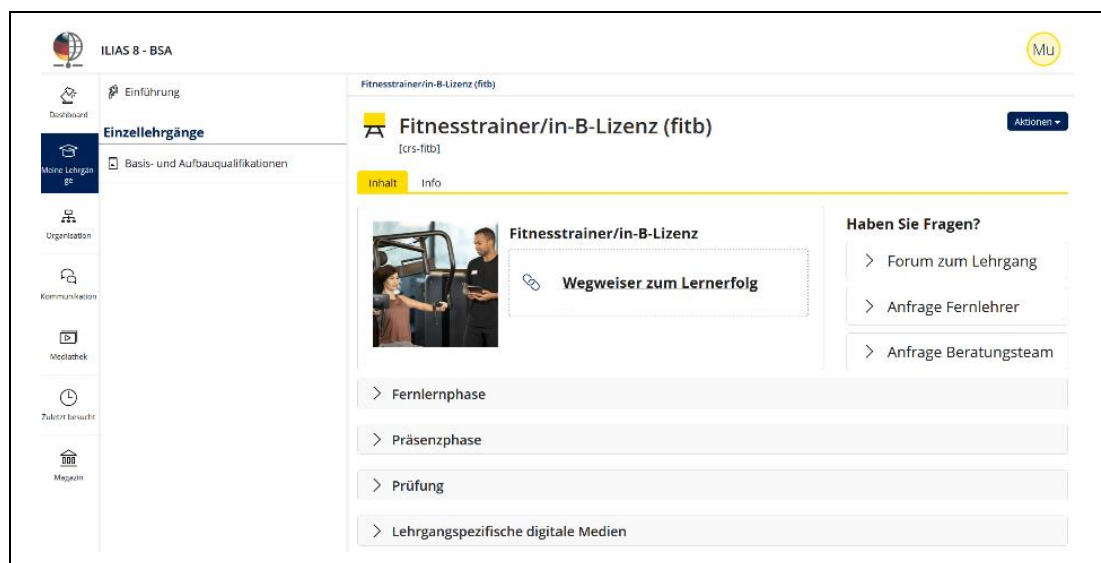 ILIAS 8 - BSA
Mu
Dashboard
Meine Lehrgän
ge
Organisation
Kommunikation
Mediathek
Zuletzt besucht
Magazin
Einführung
Einzellehrgänge
Basis- und Aufbauqualifikationen
Fitnesstrainer/in-B-Lizenz (fitb)
Fitnesstrainer/in-B-Lizenz (fitb)
[crs-fitb]
Aktionen
Inhalt Info
Fitnesstrainer/in-B-Lizenz
Wegweiser zum Lernerfolg
Haben Sie Fragen?
Forum zum Lehrgang
Anfrage Fernlehrer
Anfrage Beratungsteam
Fernlernphase
Präsenzphase
Prüfung
Lehrgangspezifische digitale Medien